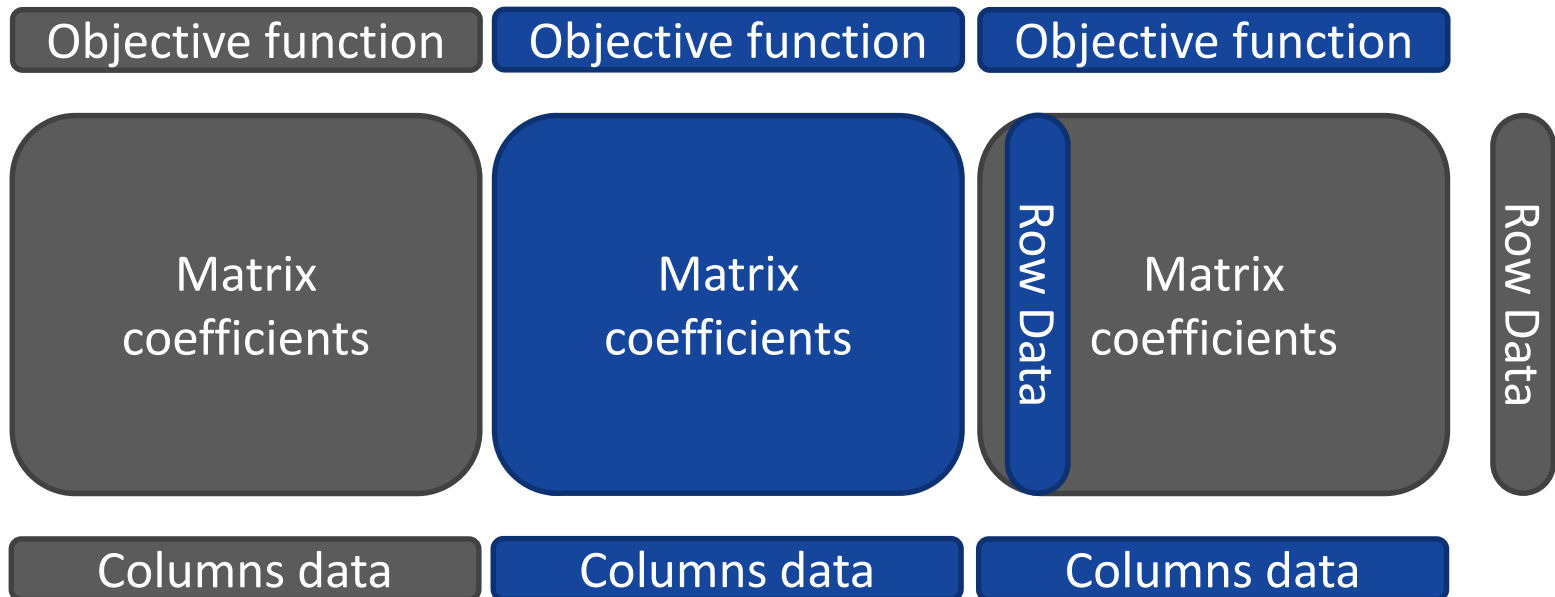 Objective function
Objective function
Objective function
Matrix
coefficients
Matrix
coefficients
Row Data
Matrix
coefficients
Row Data
Columns data
Columns data
Columns data